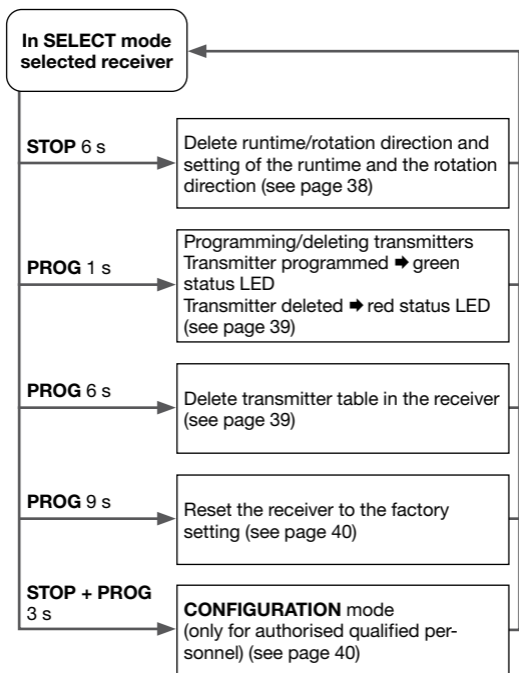 In SELECT mode
selected receiver
STOP 6 s
Delete runtime/rotation direction and
setting of the runtime and the rotation
direction (see page 38)
PROG 1 s
Programming/deleting transmitters
Transmitter programmed ➡ green
status LED
Transmitter deleted ➡ red status LED
(see page 39)
PROG 6 s
Delete transmitter table in the receiver
(see page 39)
PROG 9 s
Reset the receiver to the factory
setting (see page 40)
STOP + PROG
3 s
CONFIGURATION mode
(only for authorised qualified per-
sonnel) (see page 40)